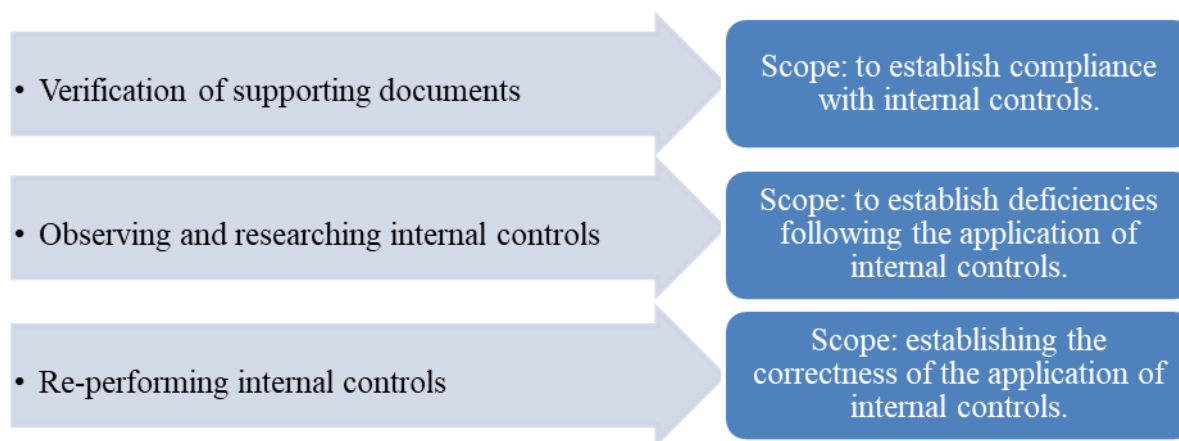 • Verification of supporting documents
Scope: to establish compliance
with internal controls.
• Observing and researching internal controls
Scope: to establish deficiencies
following the application of
internal controls.
• Re-performing internal controls
Scope: establishing the
correctness of the application of
internal controls.